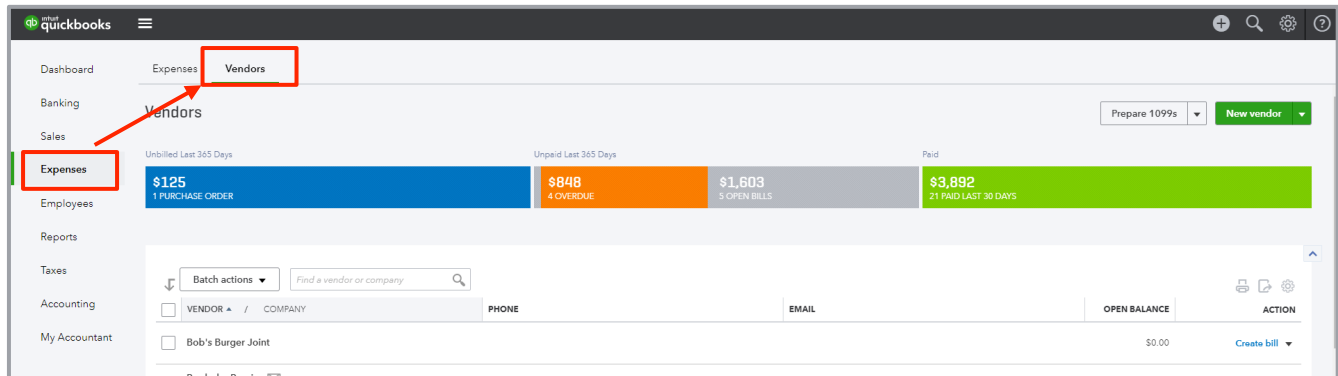 qb intuit quickbooks
Dashboard
Banking
Sales
Expenses
Employees
Reports
Taxes
Accounting
My Accountant
Expenses Vendors
Vendors
Prepare 1099s New vendor
Unbilled Last 365 Days Unpaid Last 365 Days Paid
$125 $848 $1,603 $3,892
1 PURCHASE ORDER 4 OVERDUE 5 OPEN BILLS 21 PAID LAST 30 DAYS
Batch actions Find a vendor or company
VENDOR / COMPANY PHONE EMAIL OPEN BALANCE ACTION
Bob's Burger Joint $0.00 Create bill